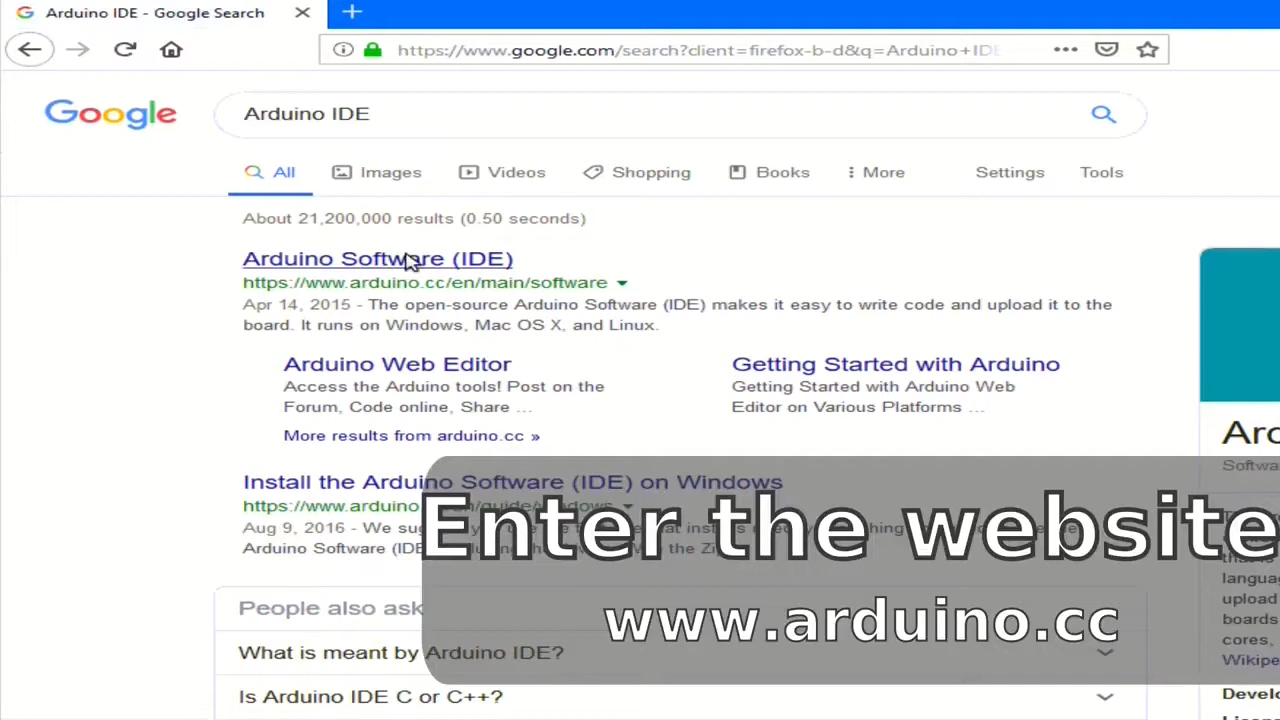 Arduino IDE - Google Search
https://www.google.com/search?client=firefox-b-d&q=Arduino+IDE
Google
Arduino IDE
All
Images
Videos
Shopping
Books
More
Settings
Tools
About 21,200,000 results (0.50 seconds)
Arduino Software (IDE)
https://www.arduino.cc/en/main/software
Apr 14, 2015 - The open-source Arduino Software (IDE) makes it easy to write code and upload it to the
board. It runs on Windows, Mac OS X, and Linux.
Arduino Web Editor
Access the Arduino tools! Post on the
Forum, Code online, Share ...
Getting Started with Arduino
Getting Started with Arduino Web
Editor on Various Platforms ...
More results from arduino.cc »
Install the Arduino Software (IDE) on Windows
https://www.arduino
Aug 9, 2016 - We
Arduino Software
Enter the website
www.arduino.cc
People also ask
What is meant by Arduino IDE?
Is Arduino IDE C or C++?
Ard
Softwa
that is
langua
upload
boards
cores,
Wikipe
Develo